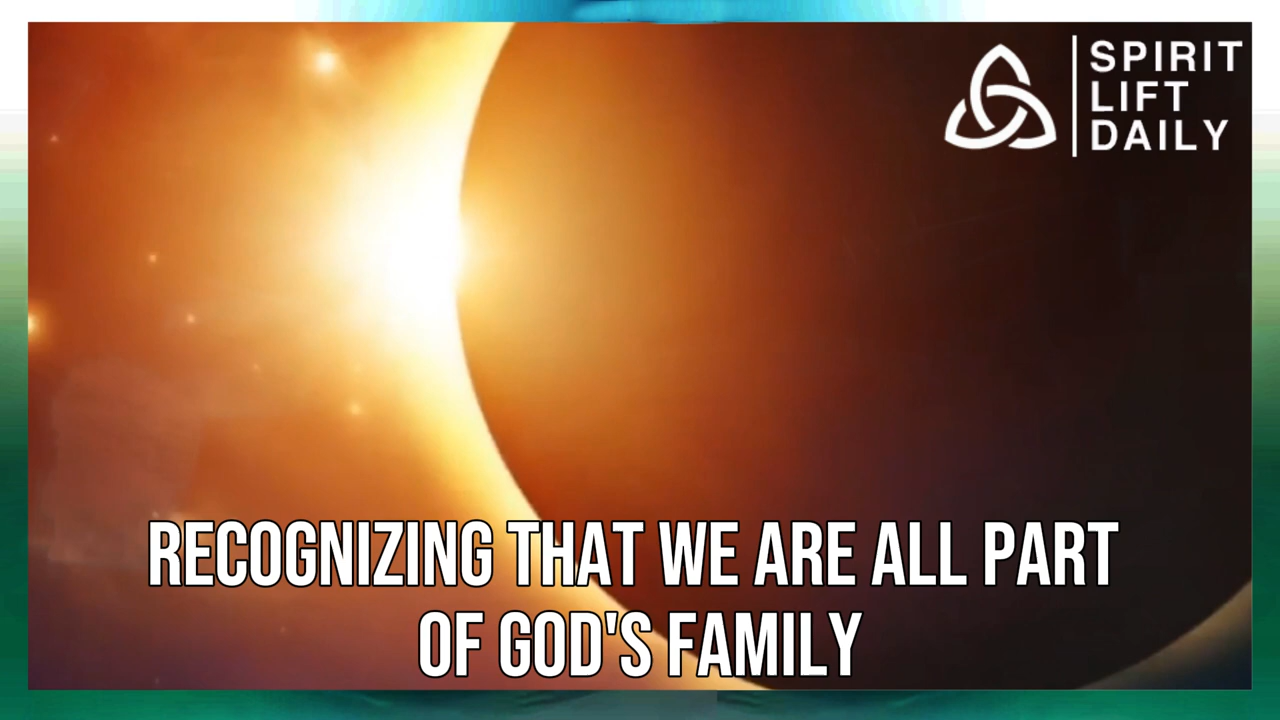 SPIRIT
LIFT
DAILY
RECOGNIZING THAT WE ARE ALL PART
OF GOD'S FAMILY